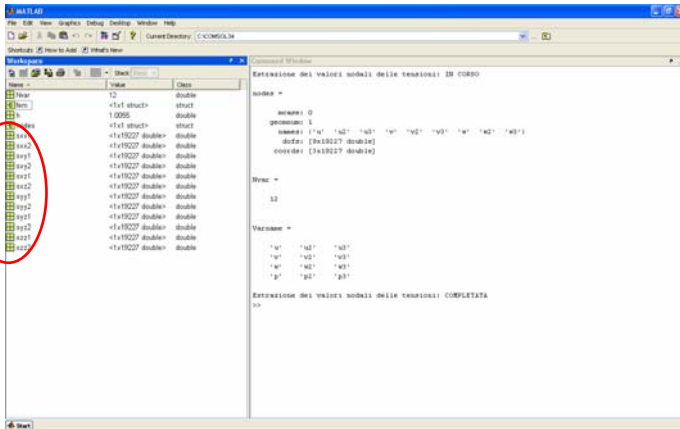 MATLAB
File Edit View Graphics Debug Desktop Window Help
Current Directory: C:\COMSOL34
Shortcuts How to Add What's New
Workspace
Stack:
Name Value Class
Nvar 12 double
fem <1x1 struct> struct
h 1.0055 double
nodes <1x1 struct> struct
sxx1 <1x19227 double> double
sxx2 <1x19227 double> double
sxy1 <1x19227 double> double
sxy2 <1x19227 double> double
sxz1 <1x19227 double> double
sxz2 <1x19227 double> double
syy1 <1x19227 double> double
syy2 <1x19227 double> double
syz1 <1x19227 double> double
syz2 <1x19227 double> double
szz1 <1x19227 double> double
szz2 <1x19227 double> double
Command Window
Estrazione dei valori nodali delle tensioni: IN CORSO
nodes =
mcase: 0
geomnum: 1
names: {'u' 'u2' 'u3' 'v' 'v2' 'v3' 'w' 'w2' 'w3'}
dofs: [9x19227 double]
coords: [3x19227 double]
Nvar =
12
Varname =
'u' 'u2' 'u3'
'v' 'v2' 'v3'
'w' 'w2' 'w3'
'p' 'p2' 'p3'
Estrazione dei valori nodali delle tensioni: COMPLETATA
>>
Start